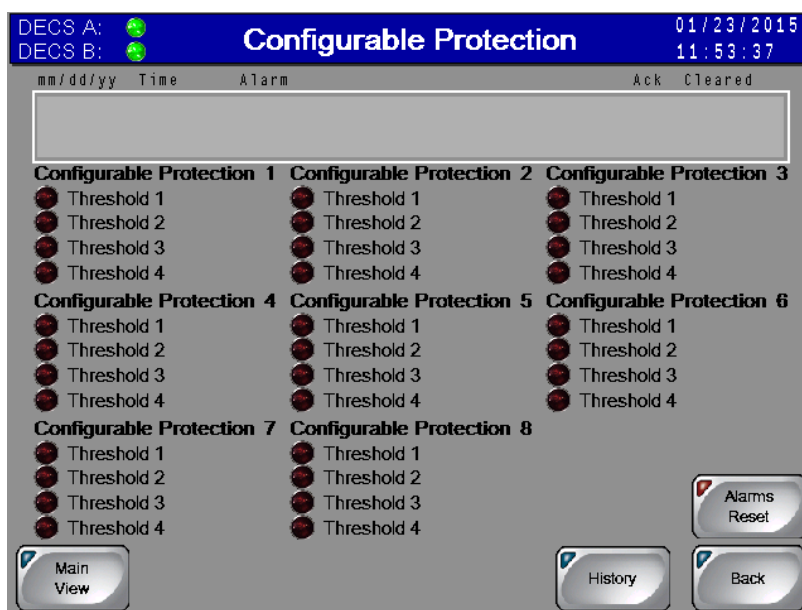 DECS A:
DECS B:
Configurable Protection
01/23/2015
11:53:37
mm/dd/yy Time Alarm Ack Cleared
Configurable Protection 1 Configurable Protection 2 Configurable Protection 3
Threshold 1 Threshold 1 Threshold 1
Threshold 2 Threshold 2 Threshold 2
Threshold 3 Threshold 3 Threshold 3
Threshold 4 Threshold 4 Threshold 4
Configurable Protection 4 Configurable Protection 5 Configurable Protection 6
Threshold 1 Threshold 1 Threshold 1
Threshold 2 Threshold 2 Threshold 2
Threshold 3 Threshold 3 Threshold 3
Threshold 4 Threshold 4 Threshold 4
Configurable Protection 7 Configurable Protection 8
Threshold 1 Threshold 1
Threshold 2 Threshold 2
Threshold 3 Threshold 3
Threshold 4 Threshold 4
Alarms
Reset
Main
View
History
Back